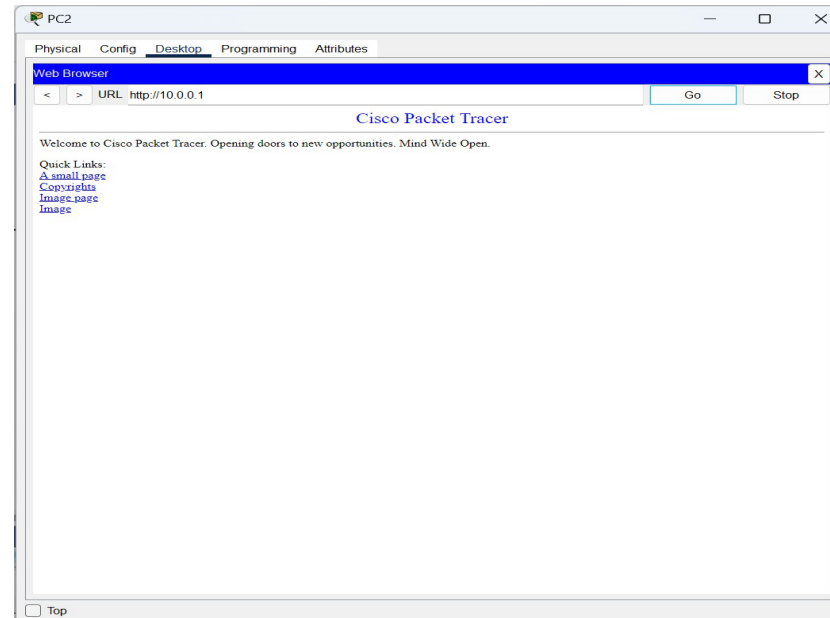 PC2
Physical Config Desktop Programming Attributes
Web Browser X
< > URL http://10.0.0.1 Go Stop
Cisco Packet Tracer
Welcome to Cisco Packet Tracer. Opening doors to new opportunities. Mind Wide Open.
Quick Links:
A small page
Copyrights
Image page
Image
Top